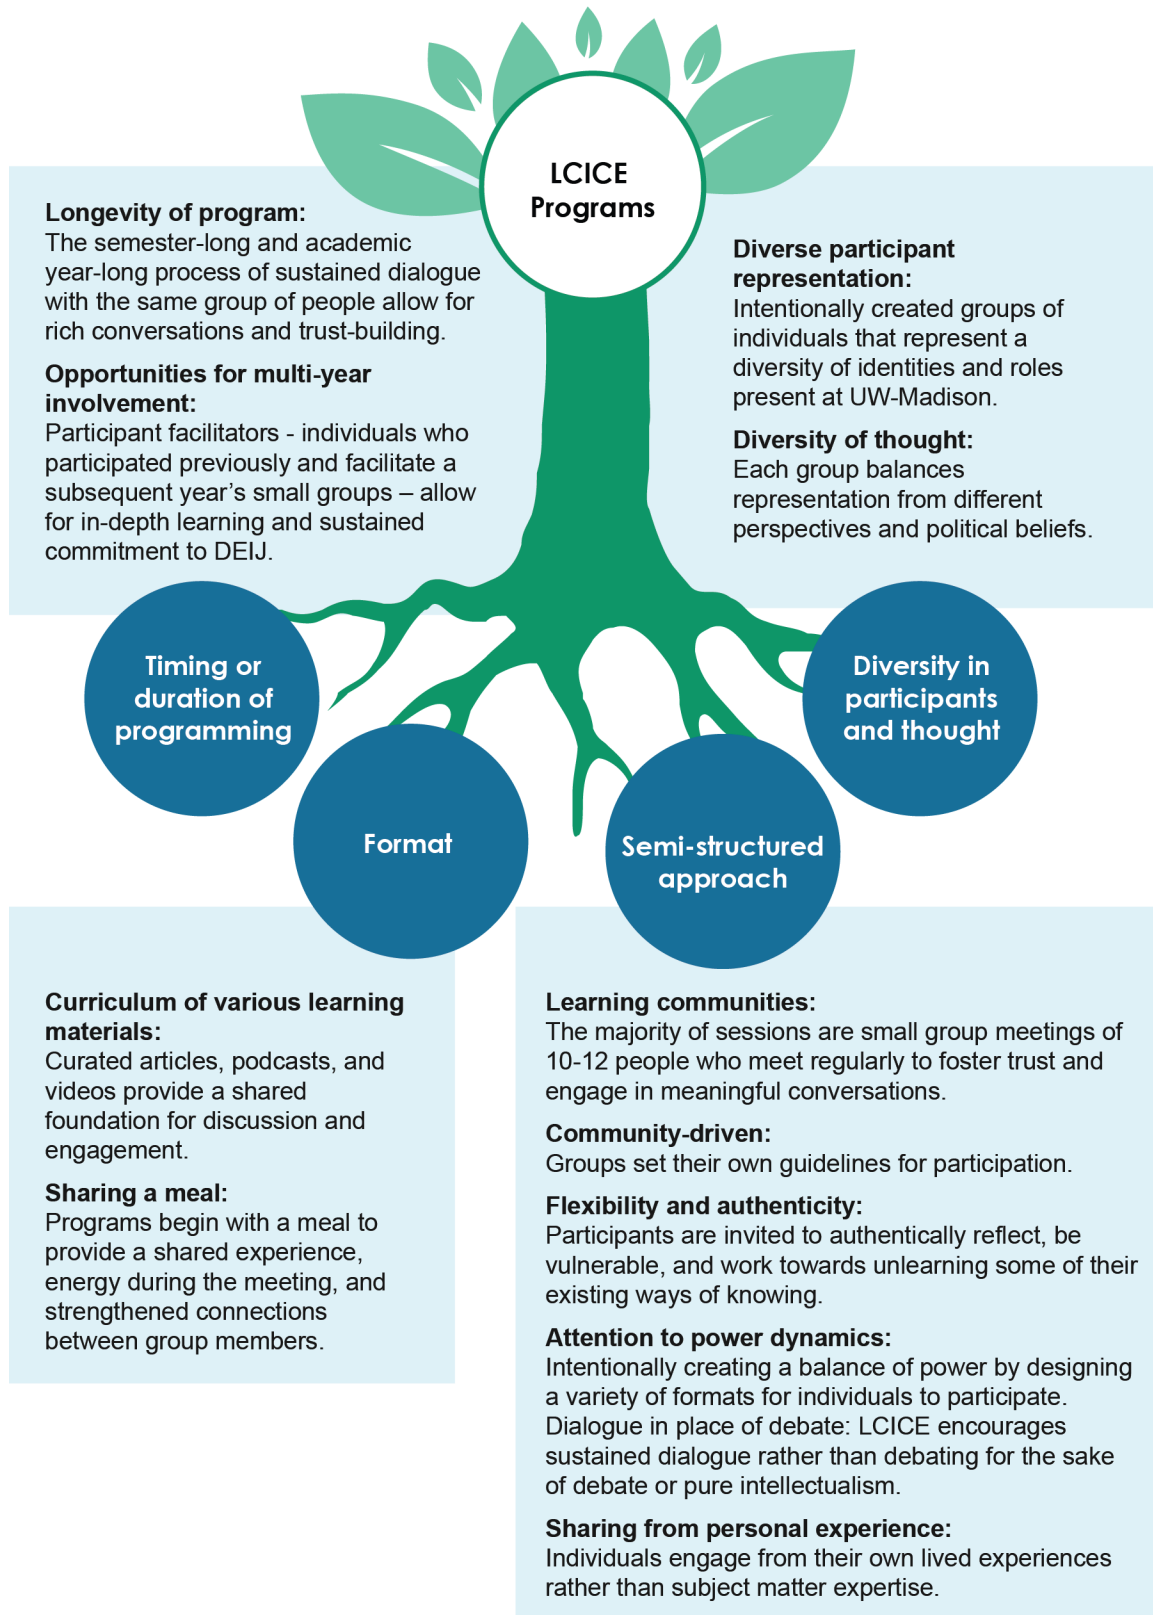 LCICE
Programs
Longevity of program:
The semester-long and academic
year-long process of sustained dialogue
with the same group of people allow for
rich conversations and trust-building.
Opportunities for multi-year
involvement:
Participant facilitators - individuals who
participated previously and facilitate a
subsequent year’s small groups – allow
for in-depth learning and sustained
commitment to DEIJ.
Diverse participant
representation:
Intentionally created groups of
individuals that represent a
diversity of identities and roles
present at UW-Madison.
Diversity of thought:
Each group balances
representation from different
perspectives and political beliefs.
Timing or
duration of
programming
Format
Semi-structured
approach
Diversity in
participants
and thought
Curriculum of various learning
materials:
Curated articles, podcasts, and
videos provide a shared
foundation for discussion and
engagement.
Sharing a meal:
Programs begin with a meal to
provide a shared experience,
energy during the meeting, and
strengthened connections
between group members.
Learning communities:
The majority of sessions are small group meetings of
10-12 people who meet regularly to foster trust and
engage in meaningful conversations.
Community-driven:
Groups set their own guidelines for participation.
Flexibility and authenticity:
Participants are invited to authentically reflect, be
vulnerable, and work towards unlearning some of their
existing ways of knowing.
Attention to power dynamics:
Intentionally creating a balance of power by designing
a variety of formats for individuals to participate.
Dialogue in place of debate: LCICE encourages
sustained dialogue rather than debating for the sake
of debate or pure intellectualism.
Sharing from personal experience:
Individuals engage from their own lived experiences
rather than subject matter expertise.